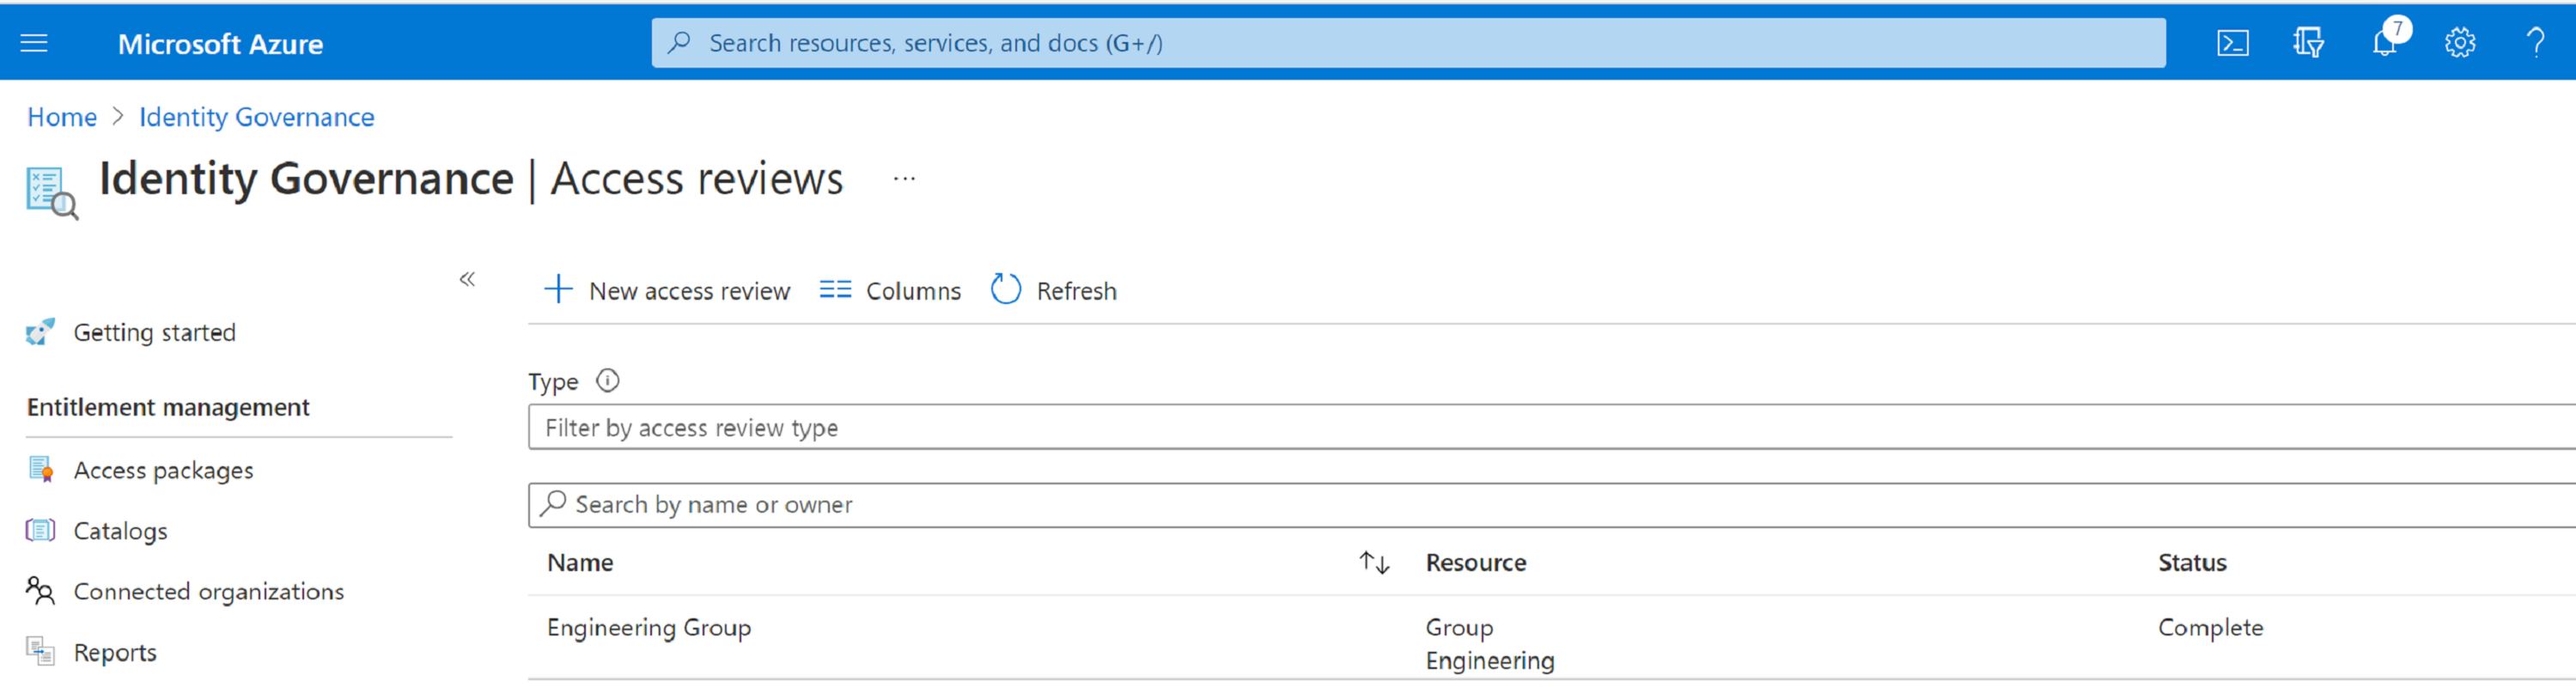 Microsoft Azure
Search resources, services, and docs (G+/)
7
Home > Identity Governance
Identity Governance | Access reviews ...
New access review
Columns
Refresh
Getting started
Type
Entitlement management
Filter by access review type
Access packages
Search by name or owner
Catalogs
Name
Resource
Status
Connected organizations
Engineering Group
Group
Engineering
Complete
Reports